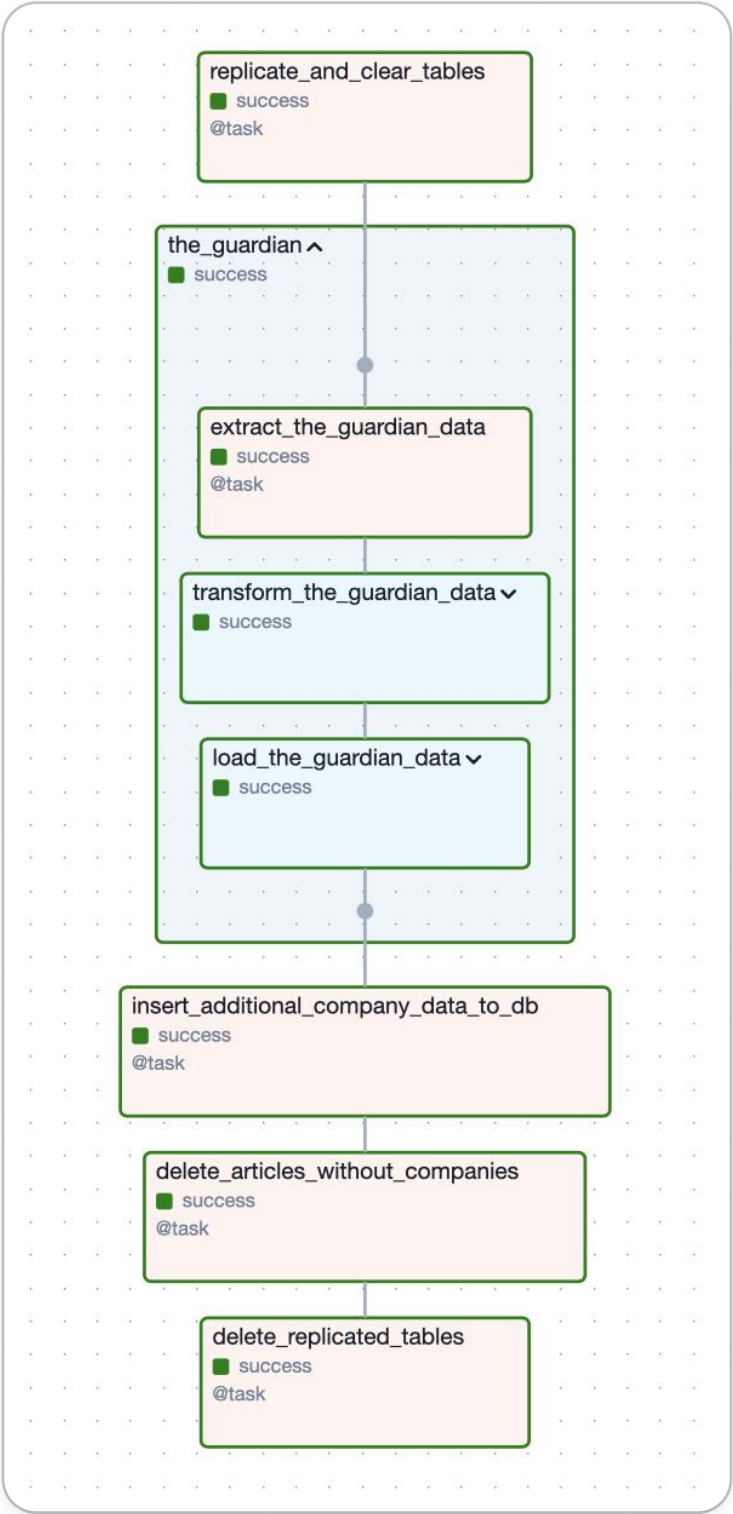 replicate_and_clear_tables
success
@task
the_guardian
success
extract_the_guardian_data
success
@task
transform_the_guardian_data
success
load_the_guardian_data
success
insert_additional_company_data_to_db
success
@task
delete_articles_without_companies
success
@task
delete_replicated_tables
success
@task